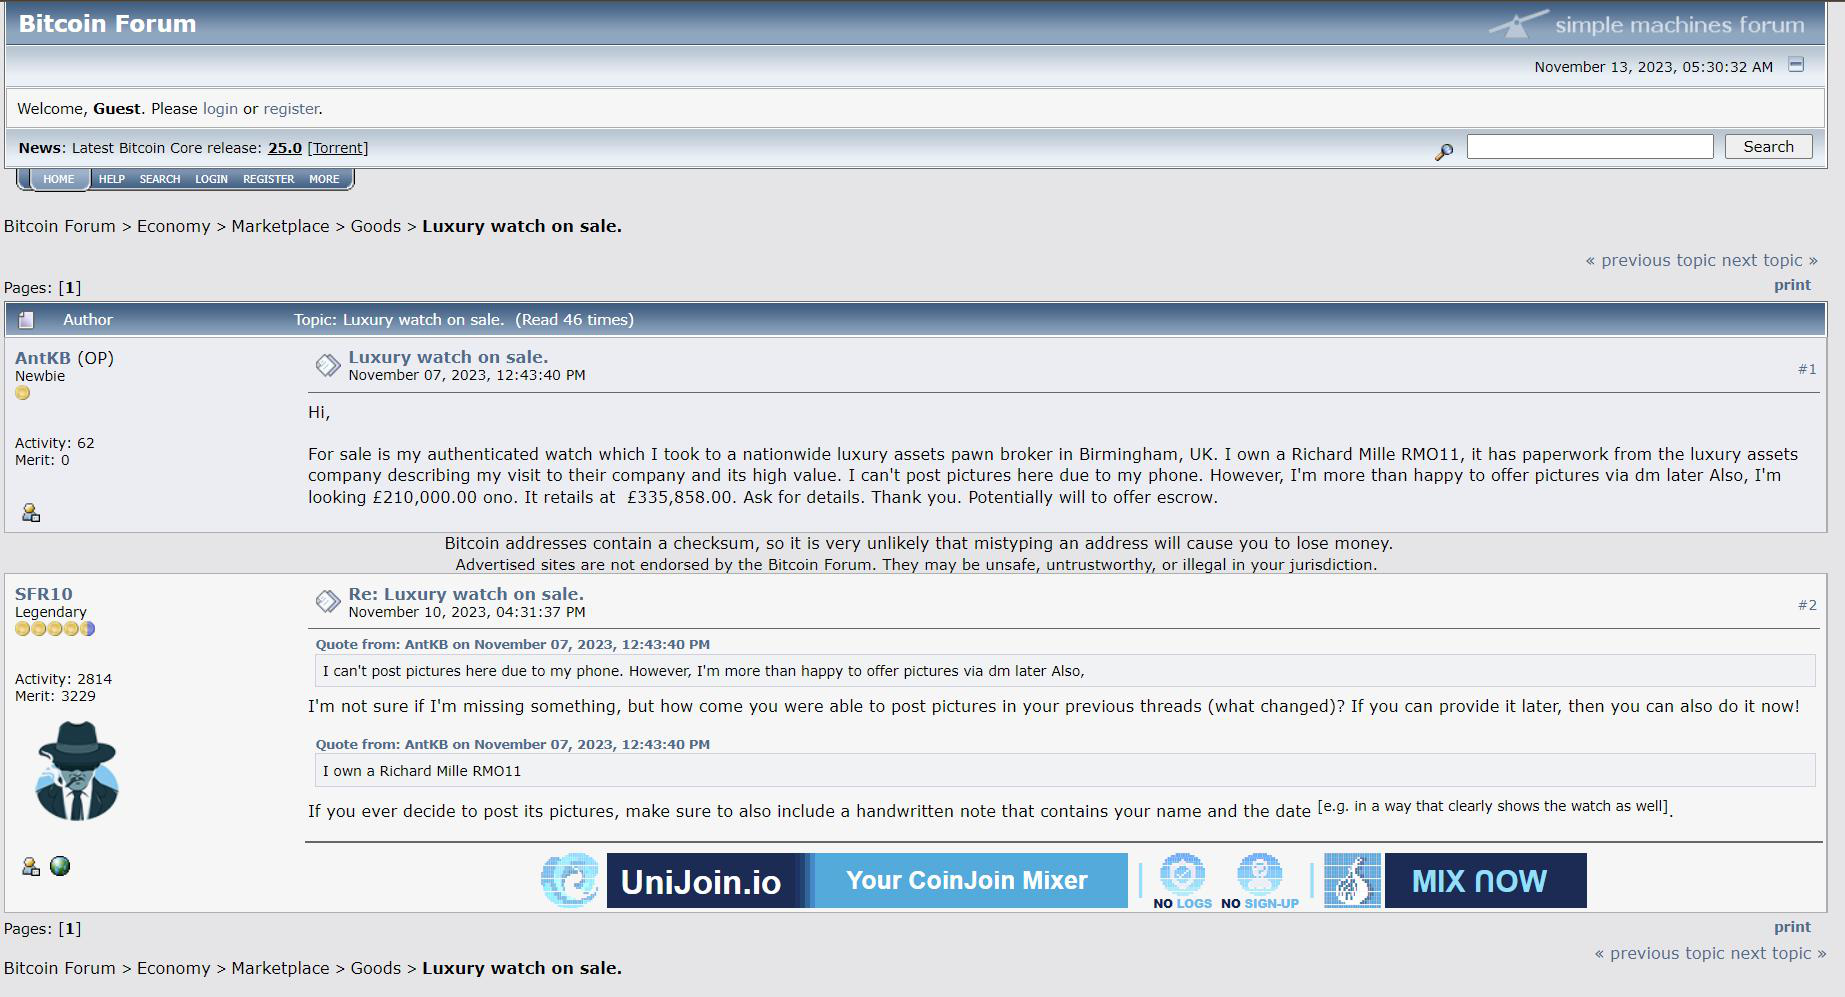 Bitcoin Forum
simple machines forum
November 13, 2023, 05:30:32 AM
Welcome, Guest. Please login or register.
News: Latest Bitcoin Core release: 25.0 [Torrent]
Search
HOME HELP SEARCH LOGIN REGISTER MORE
Bitcoin Forum > Economy > Marketplace > Goods > Luxury watch on sale.
« previous topic next topic »
Pages: [1]
print
Author
Topic: Luxury watch on sale. (Read 46 times)
AntKB (OP)
Newbie
Activity: 62
Merit: 0
Luxury watch on sale.
November 07, 2023, 12:43:40 PM
#1
Hi,
For sale is my authenticated watch which I took to a nationwide luxury assets pawn broker in Birmingham, UK. I own a Richard Mille RMO11, it has paperwork from the luxury assets
company describing my visit to their company and its high value. I can't post pictures here due to my phone. However, I'm more than happy to offer pictures via dm later Also, I'm
looking £210,000.00 ono. It retails at £335,858.00. Ask for details. Thank you. Potentially will to offer escrow.
Bitcoin addresses contain a checksum, so it is very unlikely that mistyping an address will cause you to lose money.
Advertised sites are not endorsed by the Bitcoin Forum. They may be unsafe, untrustworthy, or illegal in your jurisdiction.
SFR10
Legendary
Activity: 2814
Merit: 3229
Re: Luxury watch on sale.
November 10, 2023, 04:31:37 PM
#2
Quote from: AntKB on November 07, 2023, 12:43:40 PM
I can't post pictures here due to my phone. However, I'm more than happy to offer pictures via dm later Also,
I'm not sure if I'm missing something, but how come you were able to post pictures in your previous threads (what changed)? If you can provide it later, then you can also do it now!
Quote from: AntKB on November 07, 2023, 12:43:40 PM
I own a Richard Mille RMO11
If you ever decide to post its pictures, make sure to also include a handwritten note that contains your name and the date [e.g. in a way that clearly shows the watch as well].
UniJoin.io
Your CoinJoin Mixer
NO LOGS
NO SIGN-UP
MIX NOW
Pages: [1]
print
« previous topic next topic »
Bitcoin Forum > Economy > Marketplace > Goods > Luxury watch on sale.